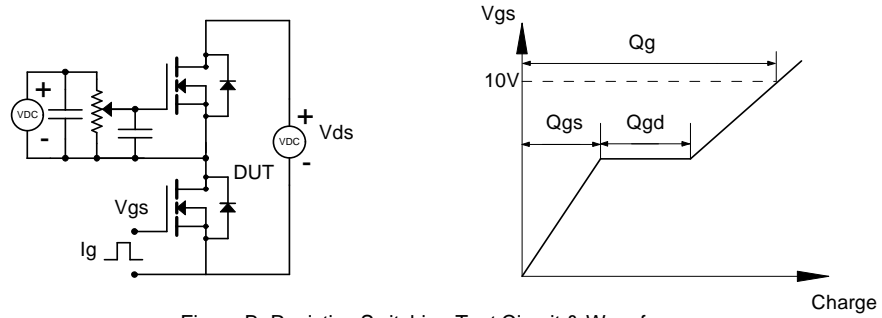 Vgs
Qg
10V
Qgs
Qgd
Charge
+
VDC
-
+
VDC
-
Vds
DUT
Vgs
Ig